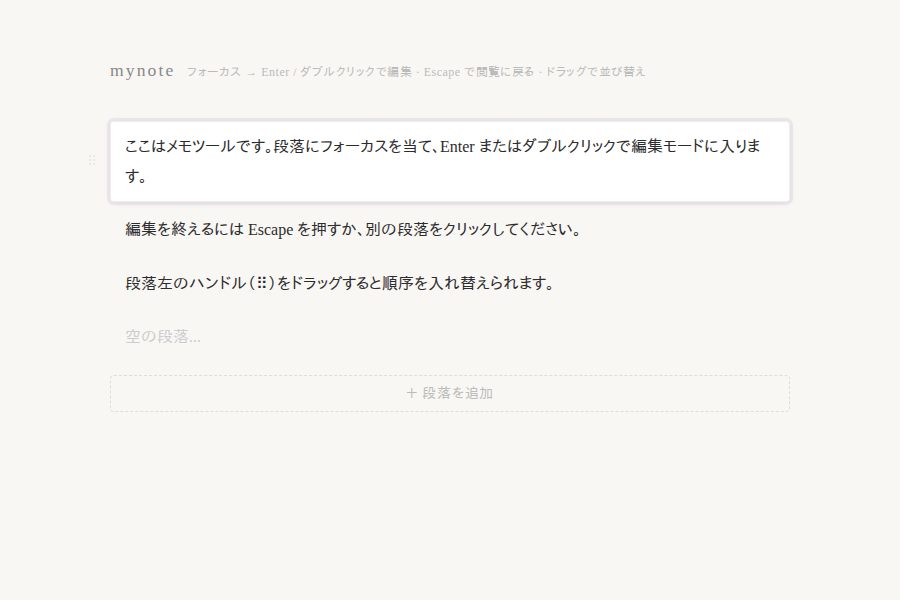 mynote フォーカス → Enter / ダブルクリックで編集 · Escape で閲覧に戻る · ドラッグで並び替え
ここはメモツールです。段落にフォーカスを当て、Enter またはダブルクリックで編集モードに入りま
す。
編集を終えるには Escape を押すか、別の段落をクリックしてください。
段落左のハンドル（⠿）をドラッグすると順序を入れ替えられます。
空の段落...
＋ 段落を追加